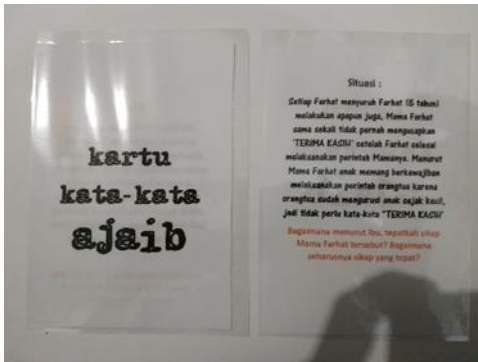 kartu
kata-kata
ajaib
Situasi :
Setiap Farhat menyuruh Farhat (5 tahun)
melakukan apapun juga, Mama Farhat
sama sekali tidak pernah mengucapkan
'TERIMA KASIH' setelah Farhat selesai
melaksanakan perintah Mamanya. Menurut
Mama Farhat anak memang berkewajiban
melaksanakan perintah orangtua karena
orangtua sudah mengurusi anak sejak kecil,
jadi tidak perlu kata-kata "TERIMA KASIH"
Bagaimana menurut ibu, tepatkah sikap
Mama Farhat tersebut? Bagaimana
seharusnya sikap yang tepat?